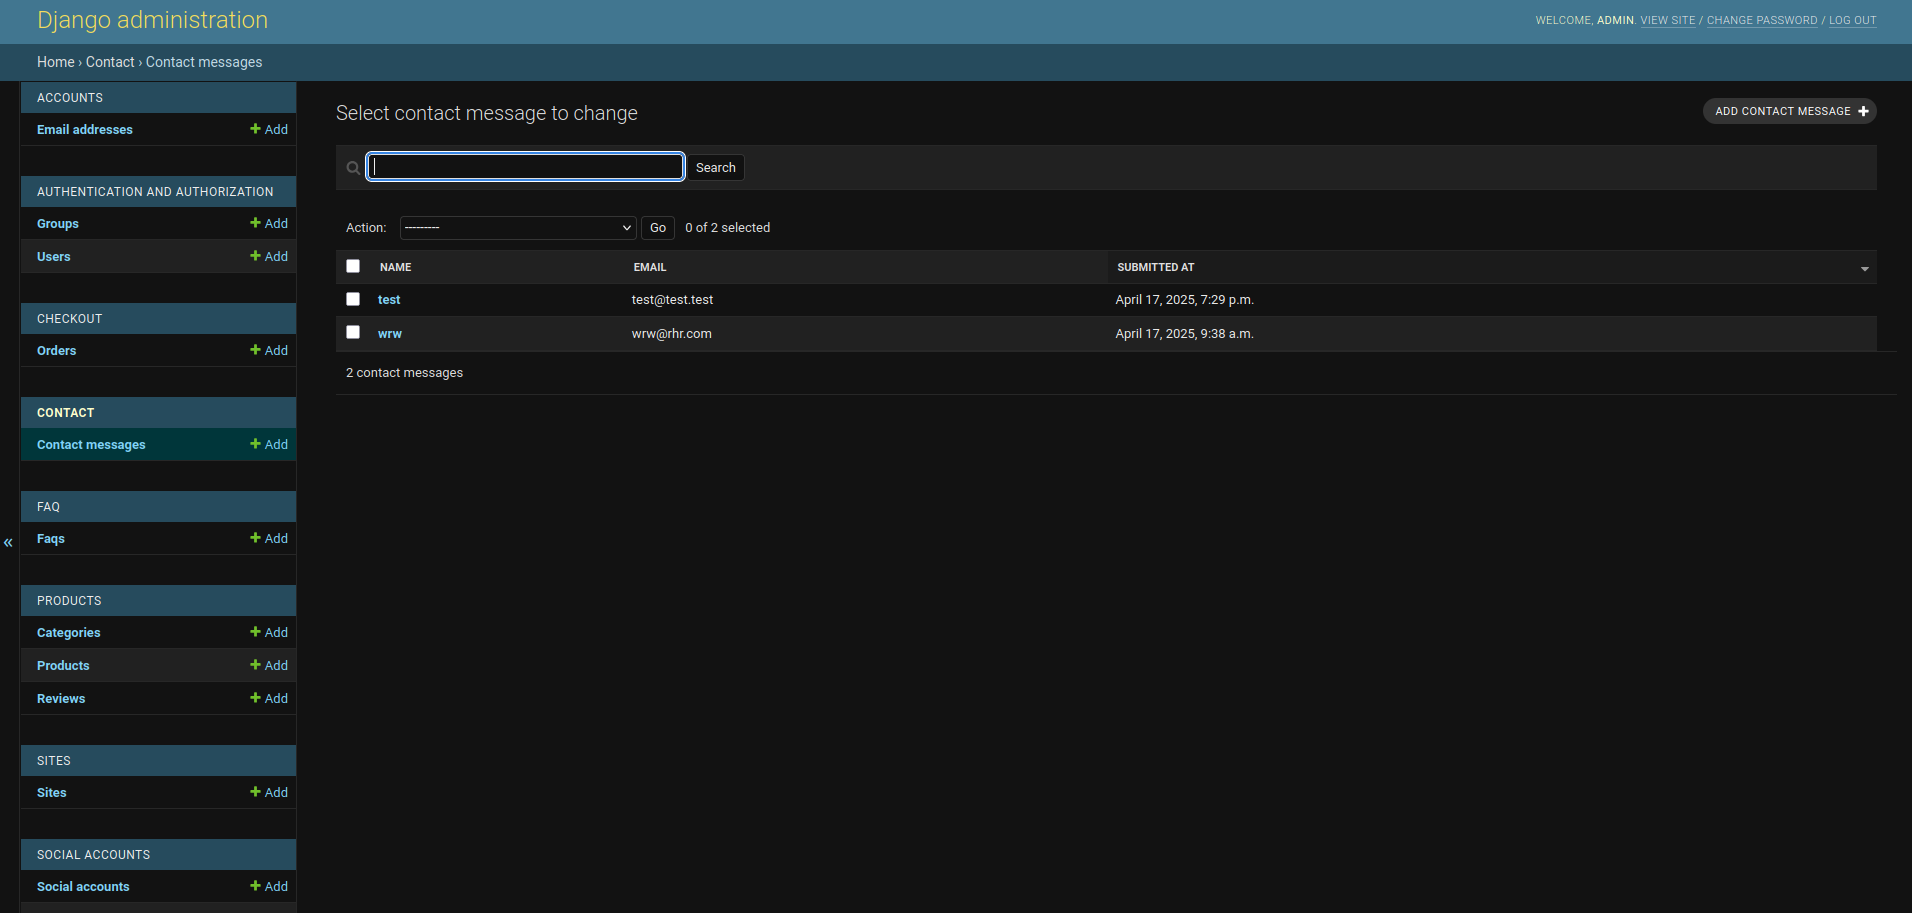 Django administration
WELCOME, ADMIN. VIEW SITE / CHANGE PASSWORD / LOG OUT
Home › Contact › Contact messages
ACCOUNTS
Email addresses + Add
AUTHENTICATION AND AUTHORIZATION
Groups + Add
Users + Add
CHECKOUT
Orders + Add
CONTACT
Contact messages + Add
FAQ
Faqs + Add
PRODUCTS
Categories + Add
Products + Add
Reviews + Add
SITES
Sites + Add
SOCIAL ACCOUNTS
Social accounts + Add
«
Select contact message to change
ADD CONTACT MESSAGE +
Search
Action: --------- Go 0 of 2 selected
NAME EMAIL SUBMITTED AT
test test@test.test April 17, 2025, 7:29 p.m.
wrw wrw@rhr.com April 17, 2025, 9:38 a.m.
2 contact messages